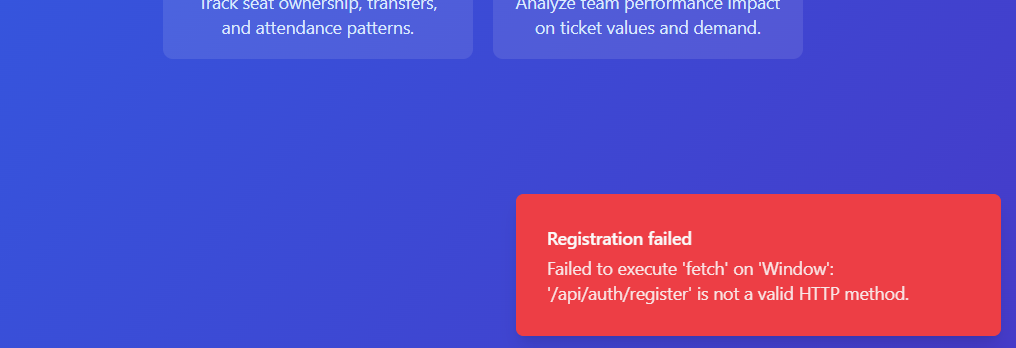 Track seat ownership, transfers,
and attendance patterns.
Analyze team performance impact
on ticket values and demand.
Registration failed
Failed to execute 'fetch' on 'Window':
'/api/auth/register' is not a valid HTTP method.